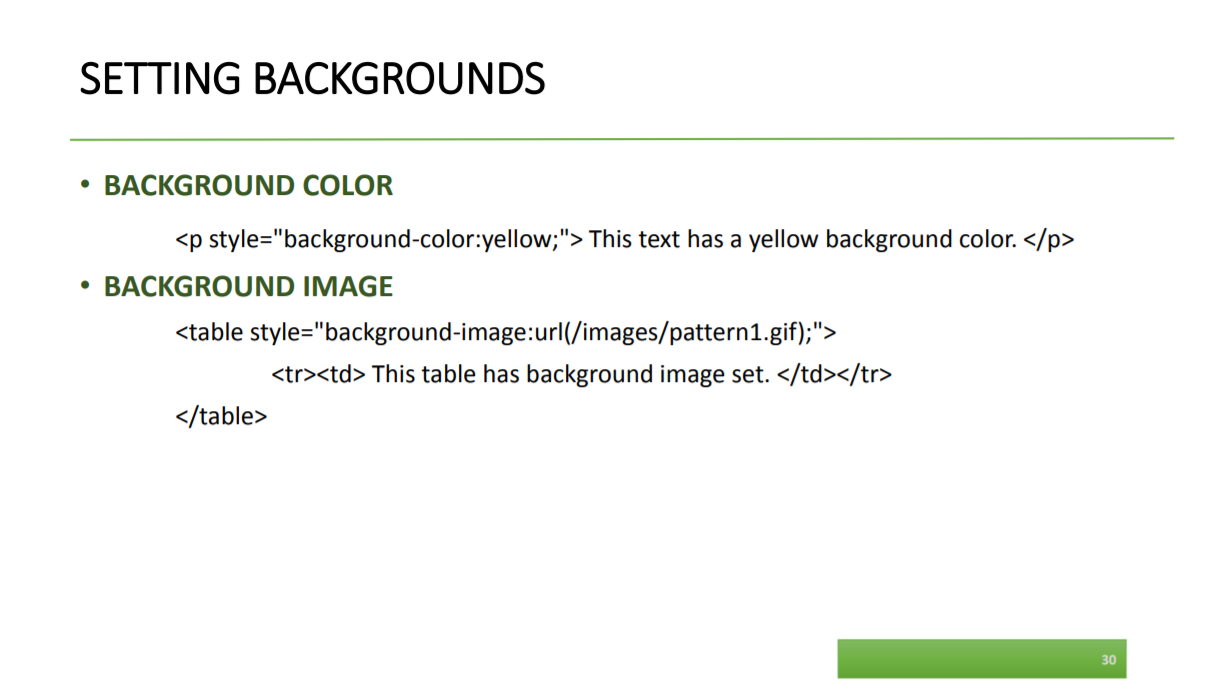 SETTING BACKGROUNDS
• BACKGROUND COLOR
<p style="background-color:yellow;"> This text has a yellow background color. </p>
• BACKGROUND IMAGE
<table style="background-image:url(/images/pattern1.gif);">
<tr><td> This table has background image set. </td></tr>
</table>
30